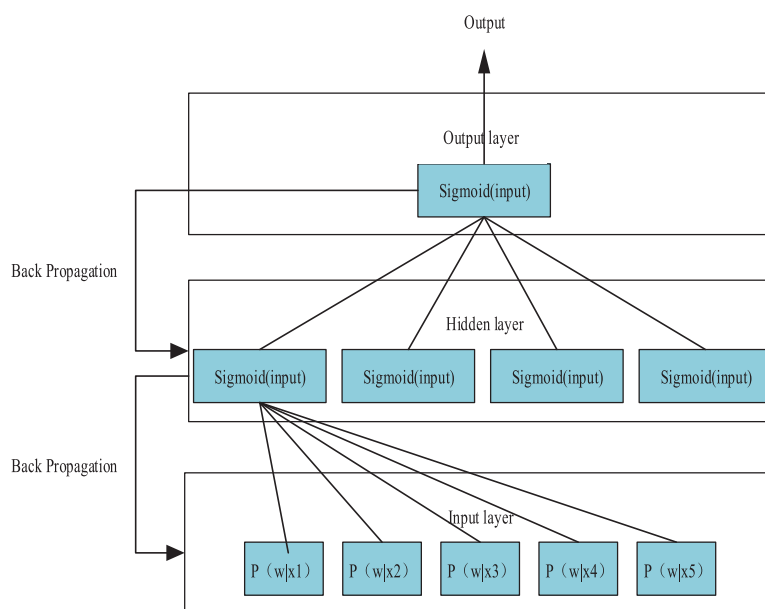 Output
Output layer
Sigmoid(input)
Back Propagation
Hidden layer
Sigmoid(input) Sigmoid(input) Sigmoid(input) Sigmoid(input)
Back Propagation
Input layer
P（w|x1） P（w|x2） P（w|x3） P（w|x4） P（w|x5）